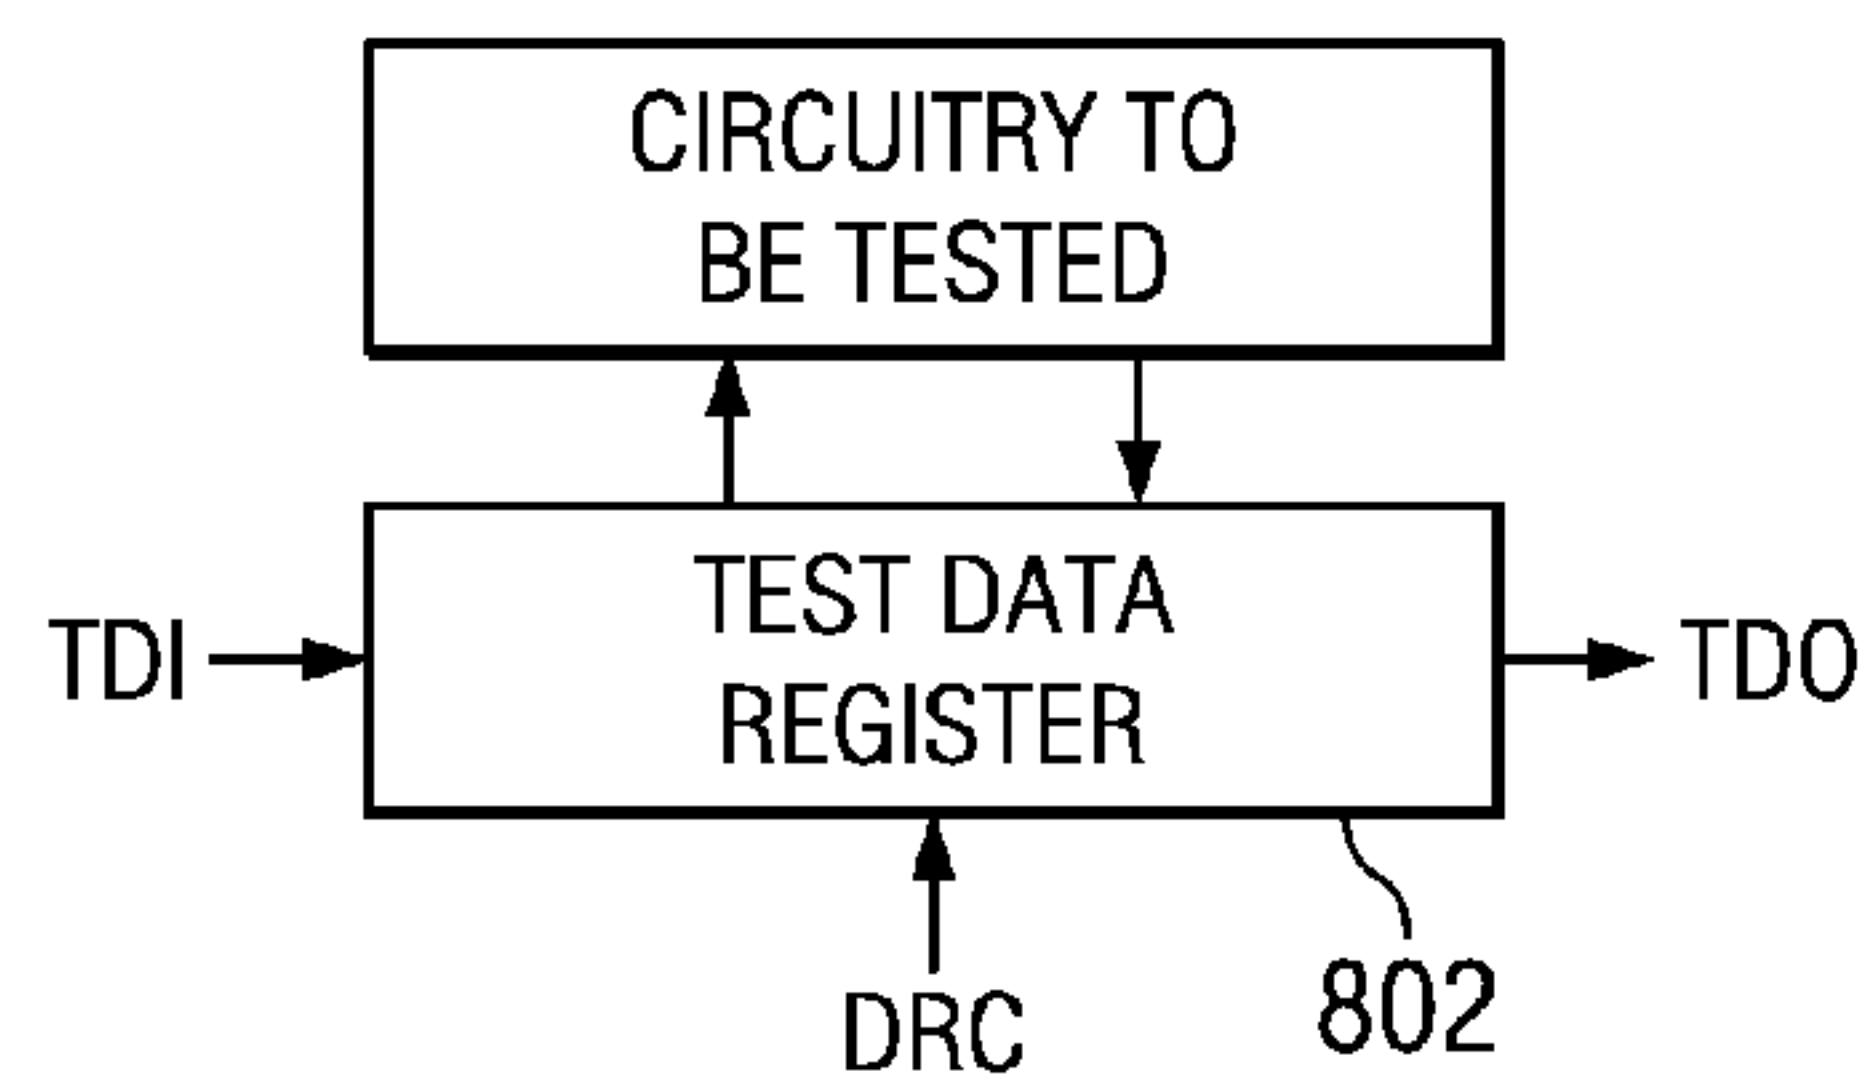 CIRCUITRY TO
BE TESTED
TEST DATA
REGISTER
TDI
TDO
DRC
802